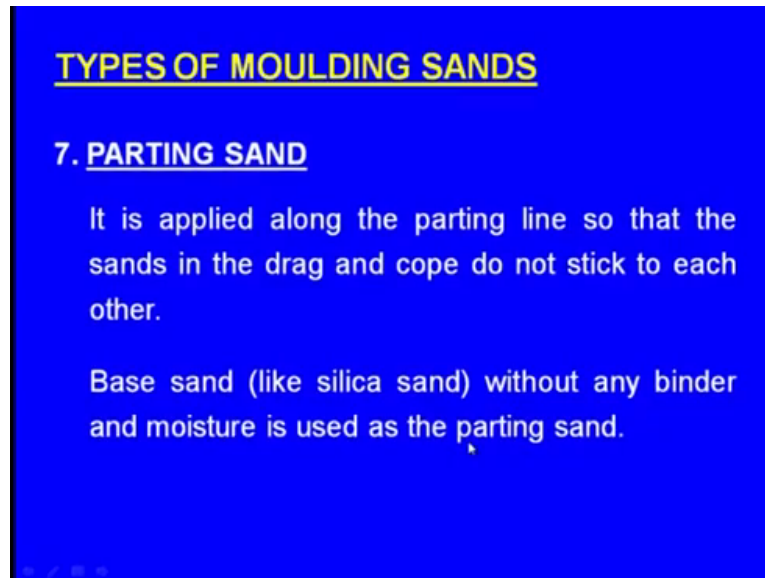 TYPES OF MOULDING SANDS
7. PARTING SAND
It is applied along the parting line so that the
sands in the drag and cope do not stick to each
other.
Base sand (like silica sand) without any binder
and moisture is used as the parting sand.